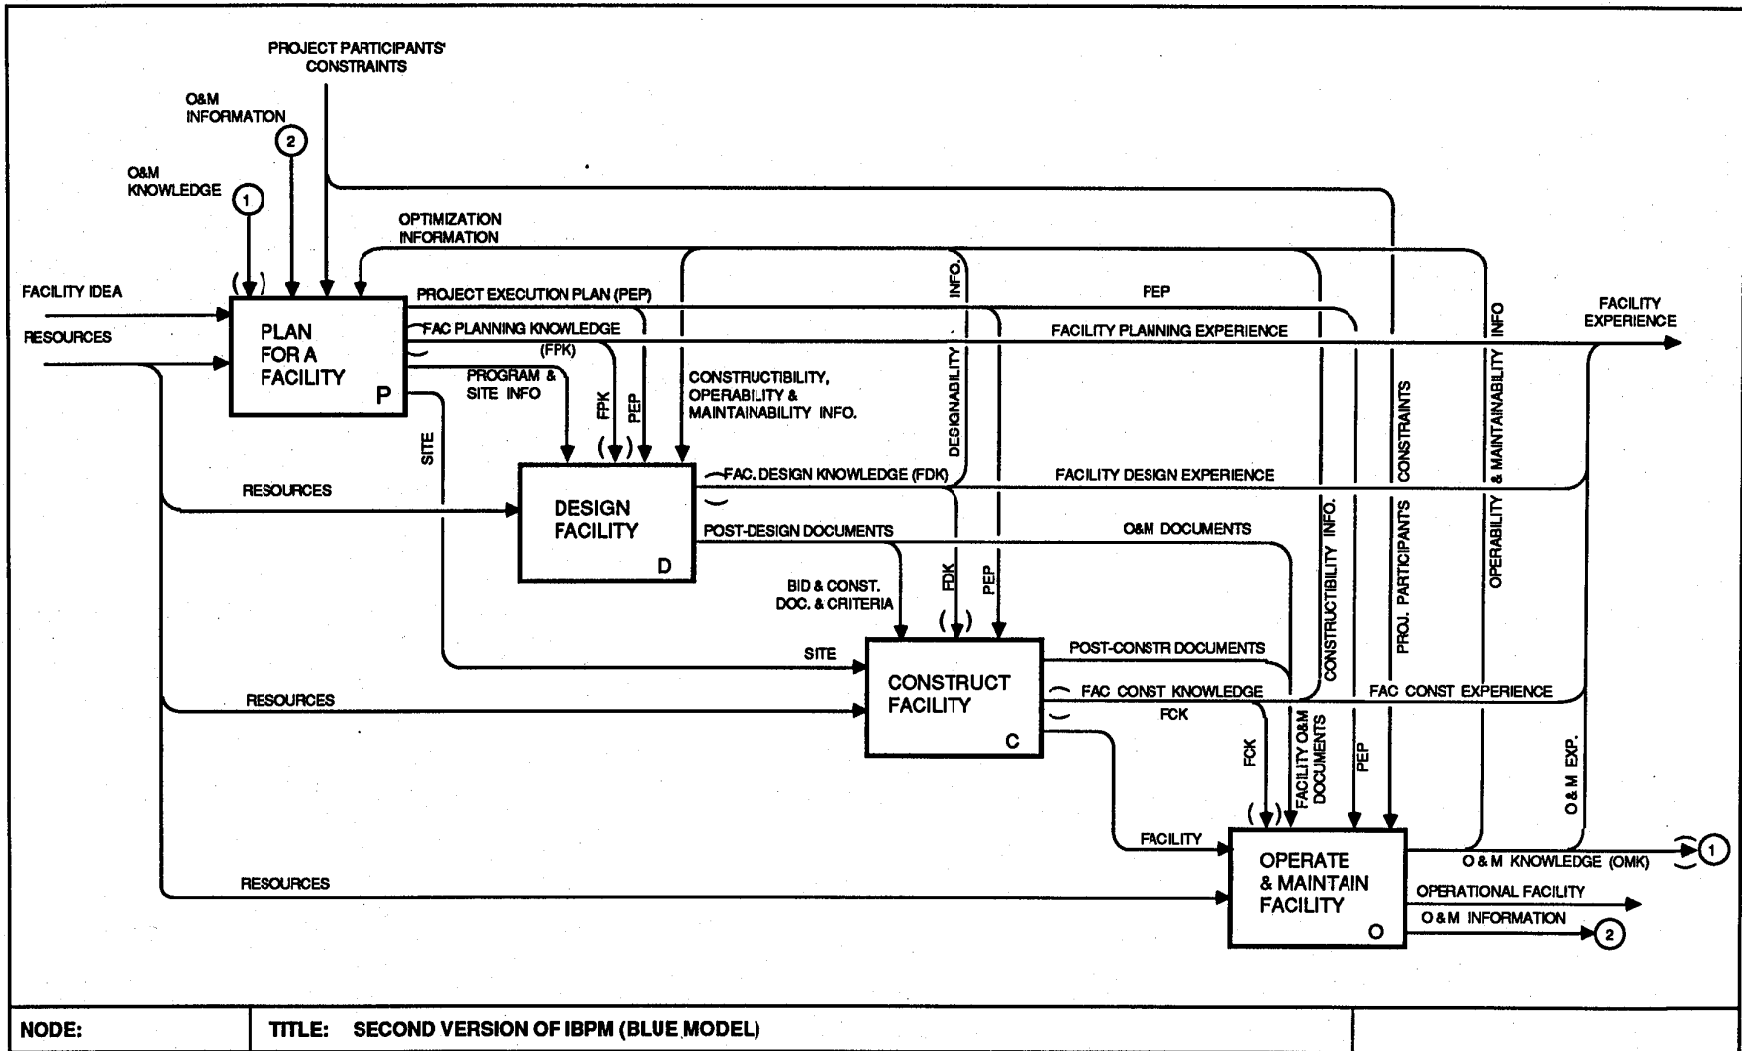 PROJECT PARTICIPANTS'
CONSTRAINTS
O&M
INFORMATION
2
O&M
KNOWLEDGE
1
OPTIMIZATION
INFORMATION
FACILITY IDEA
RESOURCES
PLAN
FOR A
FACILITY
P
PROJECT EXECUTION PLAN (PEP)
PEP
FAC PLANNING KNOWLEDGE
(FPK)
FACILITY PLANNING EXPERIENCE
FACILITY
EXPERIENCE
PROGRAM &
SITE INFO
SITE
FPK
PEP
CONSTRUCTIBILITY,
OPERABILITY &
MAINTAINABILITY INFO.
DESIGNABILITY INFO.
RESOURCES
DESIGN
FACILITY
D
FAC. DESIGN KNOWLEDGE (FDK)
FACILITY DESIGN EXPERIENCE
POST-DESIGN DOCUMENTS
O&M DOCUMENTS
BID & CONST.
DOC. & CRITERIA
FDK
PEP
CONSTRUCTIBILITY INFO.
PROJ. PARTICIPANTS CONSTRAINTS
OPERABILITY & MAINTAINABILITY INFO
SITE
RESOURCES
CONSTRUCT
FACILITY
C
POST-CONSTR DOCUMENTS
FAC CONST KNOWLEDGE
FCK
FAC CONST EXPERIENCE
FCK
FACILITY O&M
DOCUMENTS
PEP
O & M EXP.
FACILITY
RESOURCES
OPERATE
& MAINTAIN
FACILITY
O
O & M KNOWLEDGE (OMK)
1
OPERATIONAL FACILITY
O & M INFORMATION
2
NODE:
TITLE: SECOND VERSION OF IBPM (BLUE MODEL)